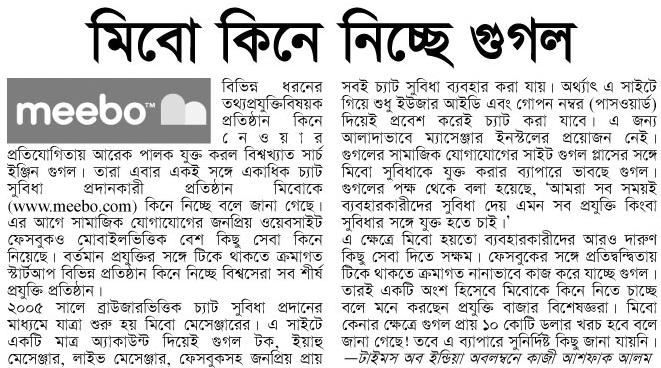 মিবো কিনে নিচ্ছে গুগল
meebo™
বিভিন্ন ধরনের
তথ্যপ্রযুক্তিবিষয়ক
প্রতিষ্ঠান কিনে
নেওয়ার
প্রতিযোগিতায় আরেক পালক যুক্ত করল বিশ্বখ্যাত সার্চ
ইঞ্জিন গুগল। তারা এবার একই সঙ্গে একাধিক চ্যাট
সুবিধা প্রদানকারী প্রতিষ্ঠান মিবোকে
(www.meebo.com) কিনে নিচ্ছে বলে জানা গেছে।
এর আগে সামাজিক যোগাযোগের জনপ্রিয় ওয়েবসাইট
ফেসবুকও মোবাইলভিত্তিক বেশ কিছু সেবা কিনে
নিয়েছে। বর্তমান প্রযুক্তির সঙ্গে টিকে থাকতে ক্রমাগত
স্টার্টআপ বিভিন্ন প্রতিষ্ঠান কিনে নিচ্ছে বিশ্বসেরা সব শীর্ষ
প্রযুক্তি প্রতিষ্ঠান।
২০০৫ সালে ব্রাউজারভিত্তিক চ্যাট সুবিধা প্রদানের
মাধ্যমে যাত্রা শুরু হয় মিবো মেসেঞ্জারের। এ সাইটে
একটি মাত্র অ্যাকাউন্ট দিয়েই গুগল টক, ইয়াহু
মেসেঞ্জার, লাইভ মেসেঞ্জার, ফেসবুকসহ জনপ্রিয় প্রায়
সবই চ্যাট সুবিধা ব্যবহার করা যায়। অর্থ্যাৎ এ সাইটে
গিয়ে শুধু ইউজার আইডি এবং গোপন নম্বর (পাসওয়ার্ড)
দিয়েই প্রবেশ করেই চ্যাট করা যাবে। এ জন্য
আলাদাভাবে ম্যাসেঞ্জার ইনস্টলের প্রয়োজন নেই।
গুগলের সামাজিক যোগাযোগের সাইট গুগল প্লাসের সঙ্গে
মিবো সুবিধাকে যুক্ত করার ব্যাপারে ভাবছে গুগল।
গুগলের পক্ষ থেকে বলা হয়েছে, 'আমরা সব সময়ই
ব্যবহারকারীদের সুবিধা দেয় এমন সব প্রযুক্তি কিংবা
সুবিধার সঙ্গে যুক্ত হতে চাই।'
এ ক্ষেত্রে মিবো হয়তো ব্যবহারকারীদের আরও দারুণ
কিছু সেবা দিতে সক্ষম। ফেসবুকের সঙ্গে প্রতিদ্বন্দ্বিতায়
টিকে থাকতে ক্রমাগত নানাভাবে কাজ করে যাচ্ছে গুগল।
তারই একটি অংশ হিসেবে মিবোকে কিনে নিতে চাচ্ছে
বলে মনে করছেন প্রযুক্তি বাজার বিশেষজ্ঞরা। মিবো
কেনার ক্ষেত্রে গুগল প্রায় ১০ কোটি ডলার খরচ হবে বলে
জানা গেছে! তবে এ ব্যাপারে সুনির্দিষ্ট কিছু জানা যায়নি।
—টাইমস অব ইন্ডিয়া অবলম্বনে কাজী আশফাক আলম